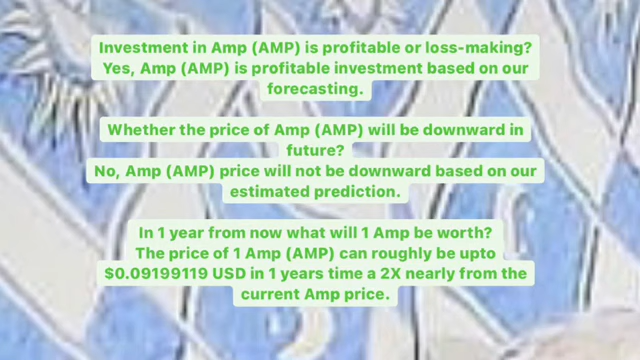 Investment in Amp (AMP) is profitable or loss-making?
Yes, Amp (AMP) is profitable investment based on our
forecasting.
Whether the price of Amp (AMP) will be downward in
future?
No, Amp (AMP) price will not be downward based on our
estimated prediction.
In 1 year from now what will 1 Amp be worth?
The price of 1 Amp (AMP) can roughly be upto
$0.09199119 USD in 1 years time a 2X nearly from the
current Amp price.